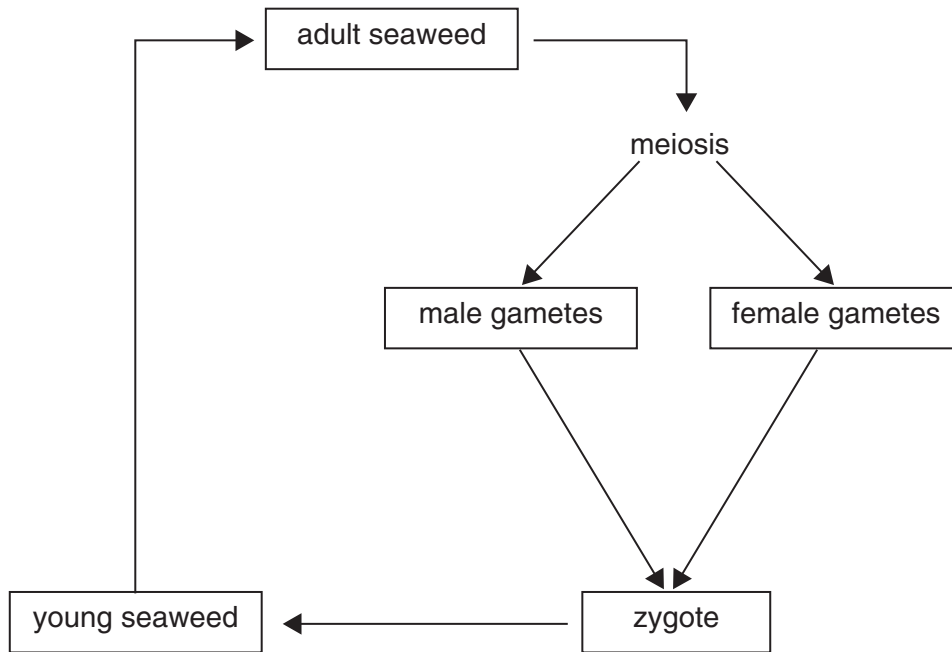 adult seaweed
meiosis
male gametes
female gametes
young seaweed
zygote